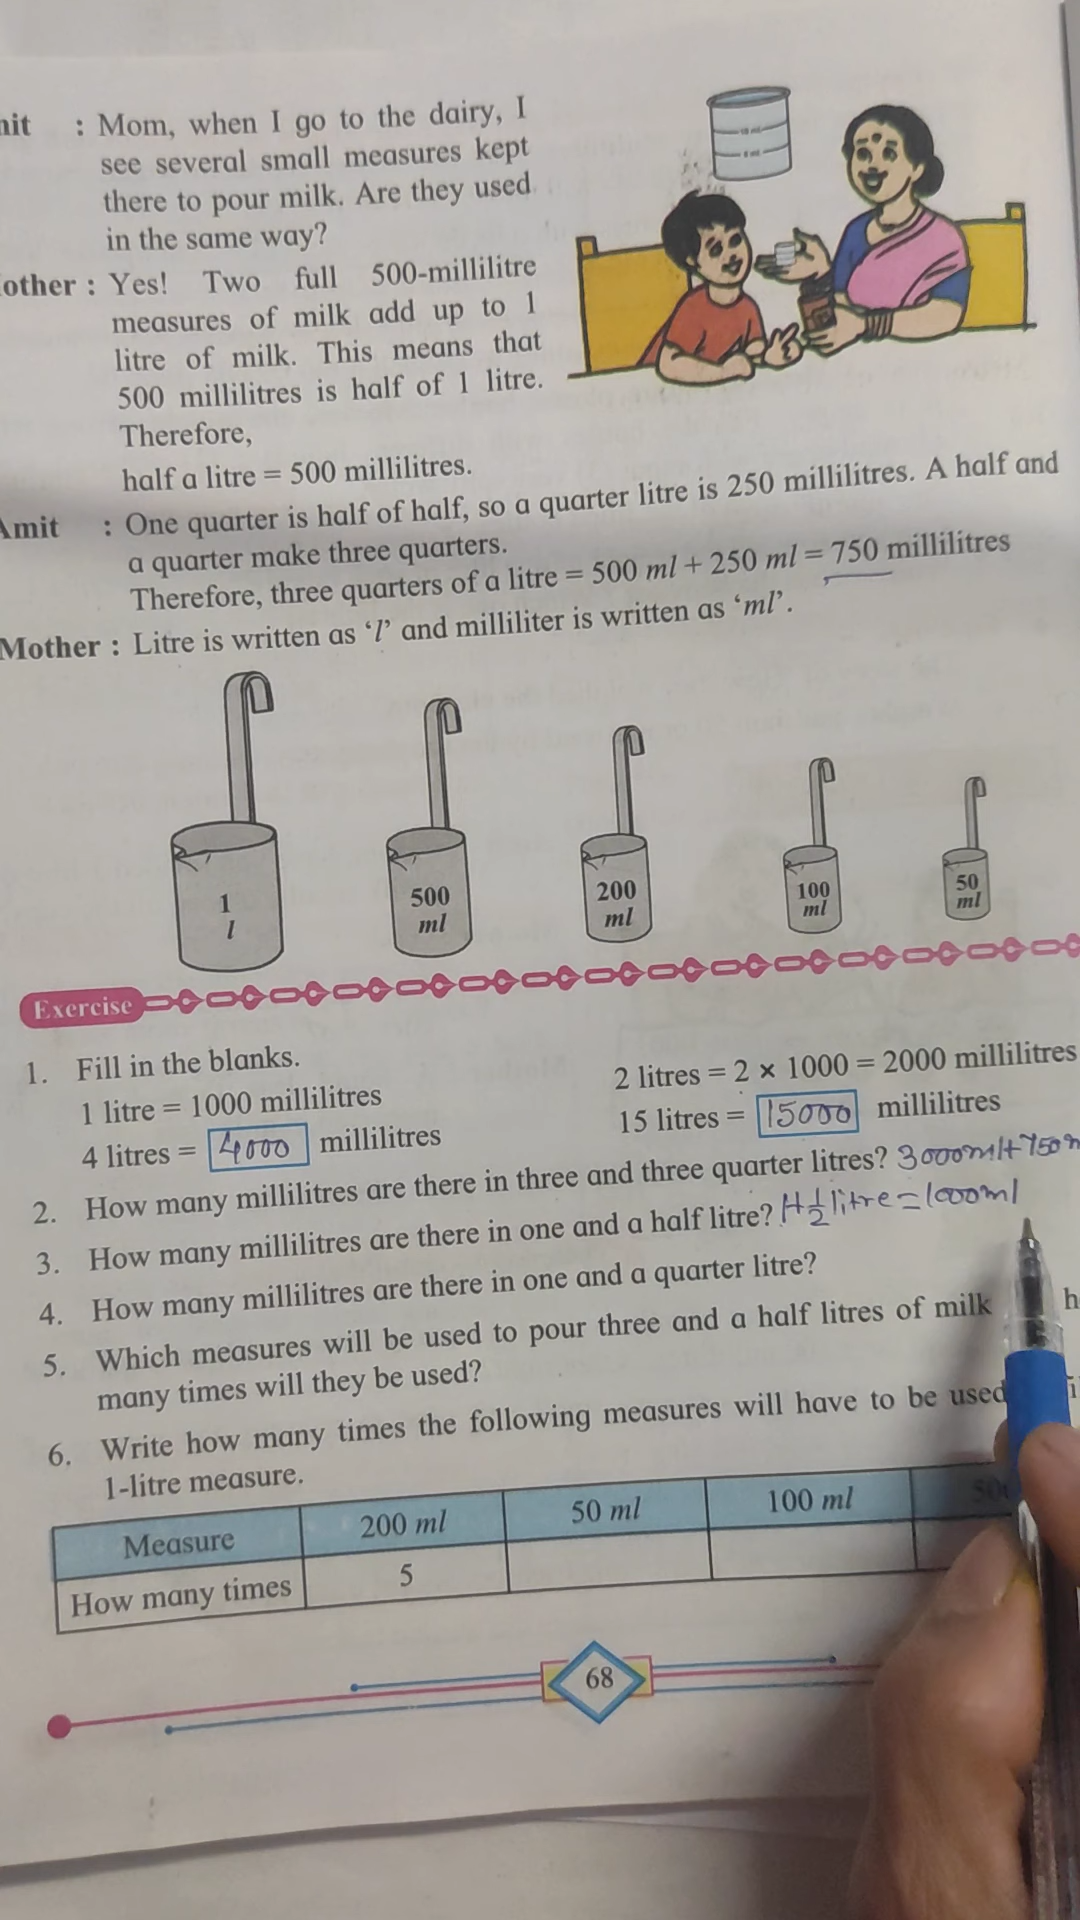 nit : Mom, when I go to the dairy, I
see several small measures kept
there to pour milk. Are they used
in the same way?
other : Yes! Two full 500-millilitre
measures of milk add up to 1
litre of milk. This means that
500 millilitres is half of 1 litre.
Therefore,
half a litre = 500 millilitres.
Amit : One quarter is half of half, so a quarter litre is 250 millilitres. A half and
a quarter make three quarters.
Therefore, three quarters of a litre = 500 ml + 250 ml = 750 millilitres
Mother : Litre is written as ‘l’ and milliliter is written as ‘ml’.
1 l
500 ml
200 ml
100 ml
50 ml
Exercise
1. Fill in the blanks.
1 litre = 1000 millilitres 2 litres = 2 × 1000 = 2000 millilitres
4 litres = 4000 millilitres 15 litres = 15000 millilitres
2. How many millilitres are there in three and three quarter litres? 3000ml+750m
3. How many millilitres are there in one and a half litre? 1+1/2 litre = 1000ml
4. How many millilitres are there in one and a quarter litre?
5. Which measures will be used to pour three and a half litres of milk h
many times will they be used?
6. Write how many times the following measures will have to be used
1-litre measure.
Measure 200 ml 50 ml 100 ml
How many times 5
68